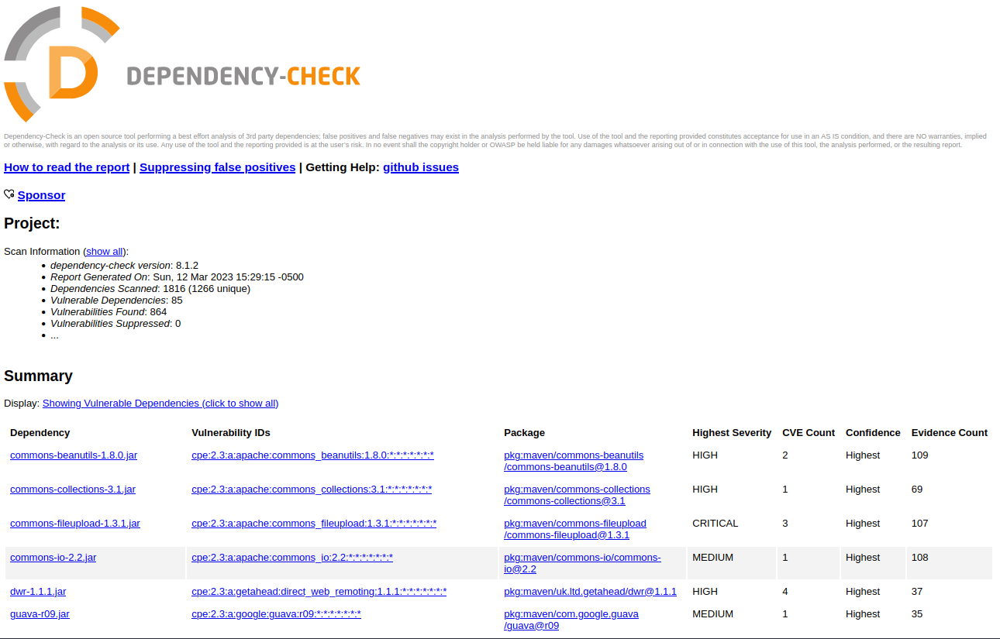 D
DEPENDENCY-CHECK
Dependency-Check is an open source tool performing a best effort analysis of 3rd party dependencies; false positives and false negatives may exist in the analysis performed by the tool. Use of the tool and the reporting provided constitutes acceptance for use in an AS IS condition, and there are NO warranties, implied
or otherwise, with regard to the analysis or its use. Any use of the tool and the reporting provided is at the user's risk. In no event shall the copyright holder or OWASP be held liable for any damages whatsoever arising out of or in connection with the use of this tool, the analysis performed, or the resulting report.
How to read the report | Suppressing false positives | Getting Help: github issues
Sponsor
Project:
Scan Information (show all):
• dependency-check version: 8.1.2
• Report Generated On: Sun, 12 Mar 2023 15:29:15 -0500
• Dependencies Scanned: 1816 (1266 unique)
• Vulnerable Dependencies: 85
• Vulnerabilities Found: 864
• Vulnerabilities Suppressed: 0
• ...
Summary
Display: Showing Vulnerable Dependencies (click to show all)
Dependency Vulnerability IDs Package Highest Severity CVE Count Confidence Evidence Count
commons-beanutils-1.8.0.jar cpe:2.3:a:apache:commons_beanutils:1.8.0:*:*:*:*:*:*:* pkg:maven/commons-beanutils HIGH 2 Highest 109
/commons-beanutils@1.8.0
commons-collections-3.1.jar cpe:2.3:a:apache:commons_collections:3.1:*:*:*:*:*:*:* pkg:maven/commons-collections HIGH 1 Highest 69
/commons-collections@3.1
commons-fileupload-1.3.1.jar cpe:2.3:a:apache:commons_fileupload:1.3.1:*:*:*:*:*:*:* pkg:maven/commons-fileupload CRITICAL 3 Highest 107
/commons-fileupload@1.3.1
commons-io-2.2.jar cpe:2.3:a:apache:commons_io:2.2:*:*:*:*:*:*:* pkg:maven/commons-io/commons- MEDIUM 1 Highest 108
io@2.2
dwr-1.1.1.jar cpe:2.3:a:getahead:direct_web_remoting:1.1.1:*:*:*:*:*:*:* pkg:maven/uk.ltd.getahead/dwr@1.1.1 HIGH 4 Highest 37
guava-r09.jar cpe:2.3:a:google:guava:r09:*:*:*:*:*:*:* pkg:maven/com.google.guava MEDIUM 1 Highest 35
/guava@r09